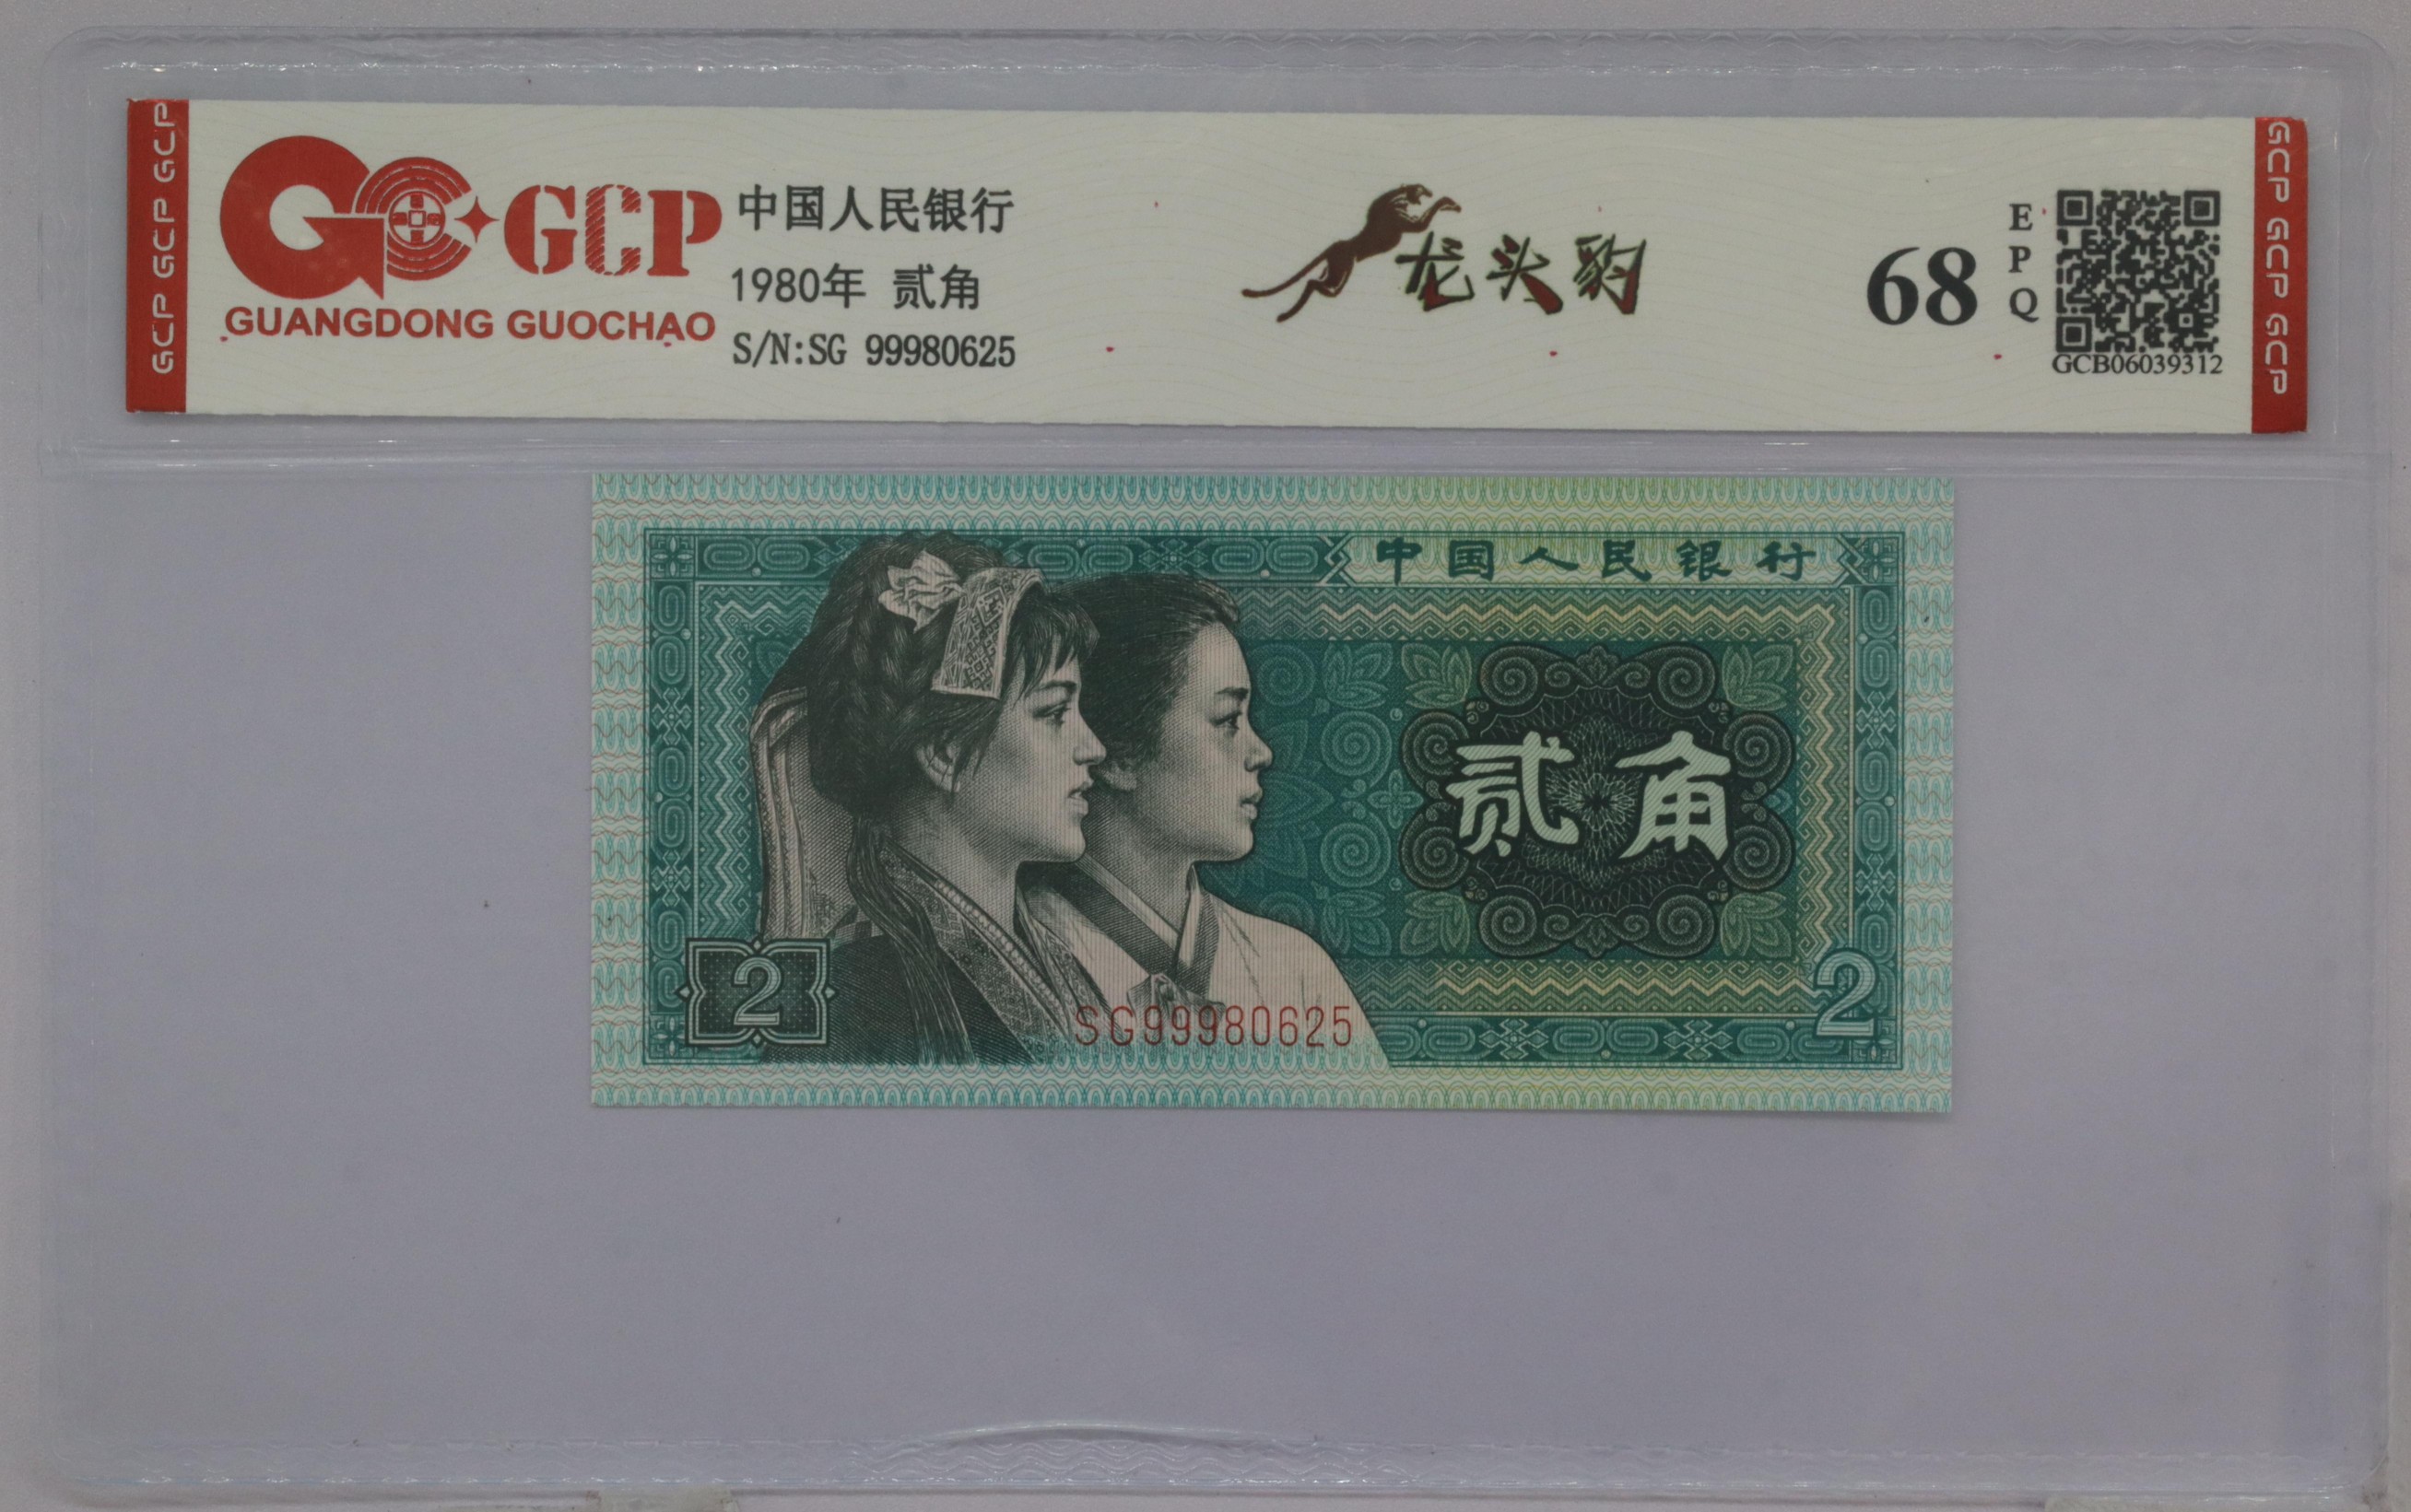 GCP GCP GCP
GCP
GUANGDONG GUOCHAO
中国人民银行
1980年 贰角
S/N:SG 99980625
龙头豹
68
EPQ
GCB06039312
GCP GCP GCP
中国人民银行
贰角
2
SG99980625
2